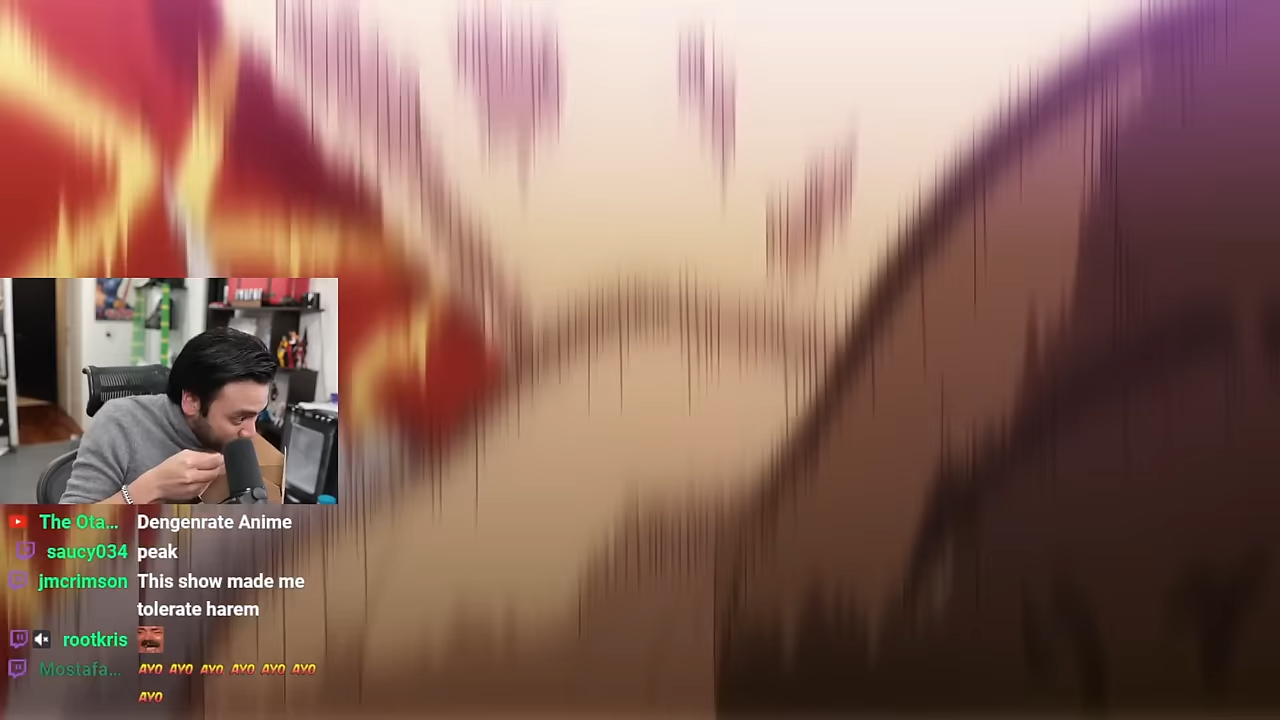 The Ota... Dengenrate Anime
saucy034 peak
jmcrimson This show made me
tolerate harem
rootkris
Mostafa... AYO AYO AYO AYO AYO AYO
AYO